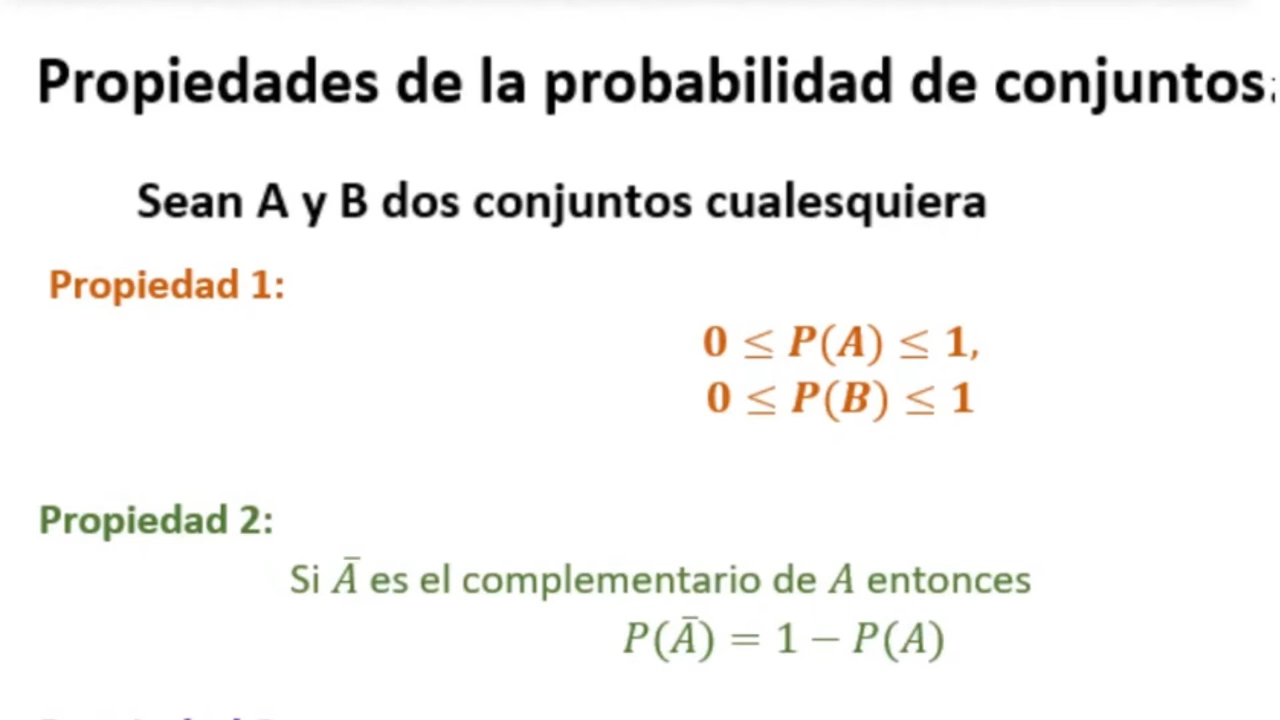 Propiedades de la probabilidad de conjuntos:
Sean A y B dos conjuntos cualesquiera
Propiedad 1:
0 ≤ P(A) ≤ 1,
0 ≤ P(B) ≤ 1
Propiedad 2:
Si Ā es el complementario de A entonces
P(Ā) = 1 − P(A)